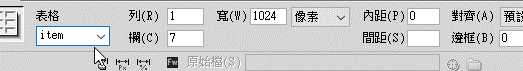 表格 列(R) 1 寬(W) 1024 像素 內距(P) 0 對齊(A) 預設
item 欄(C) 7 間距(S) 邊框(B) 0
Fw 原始檔(S)